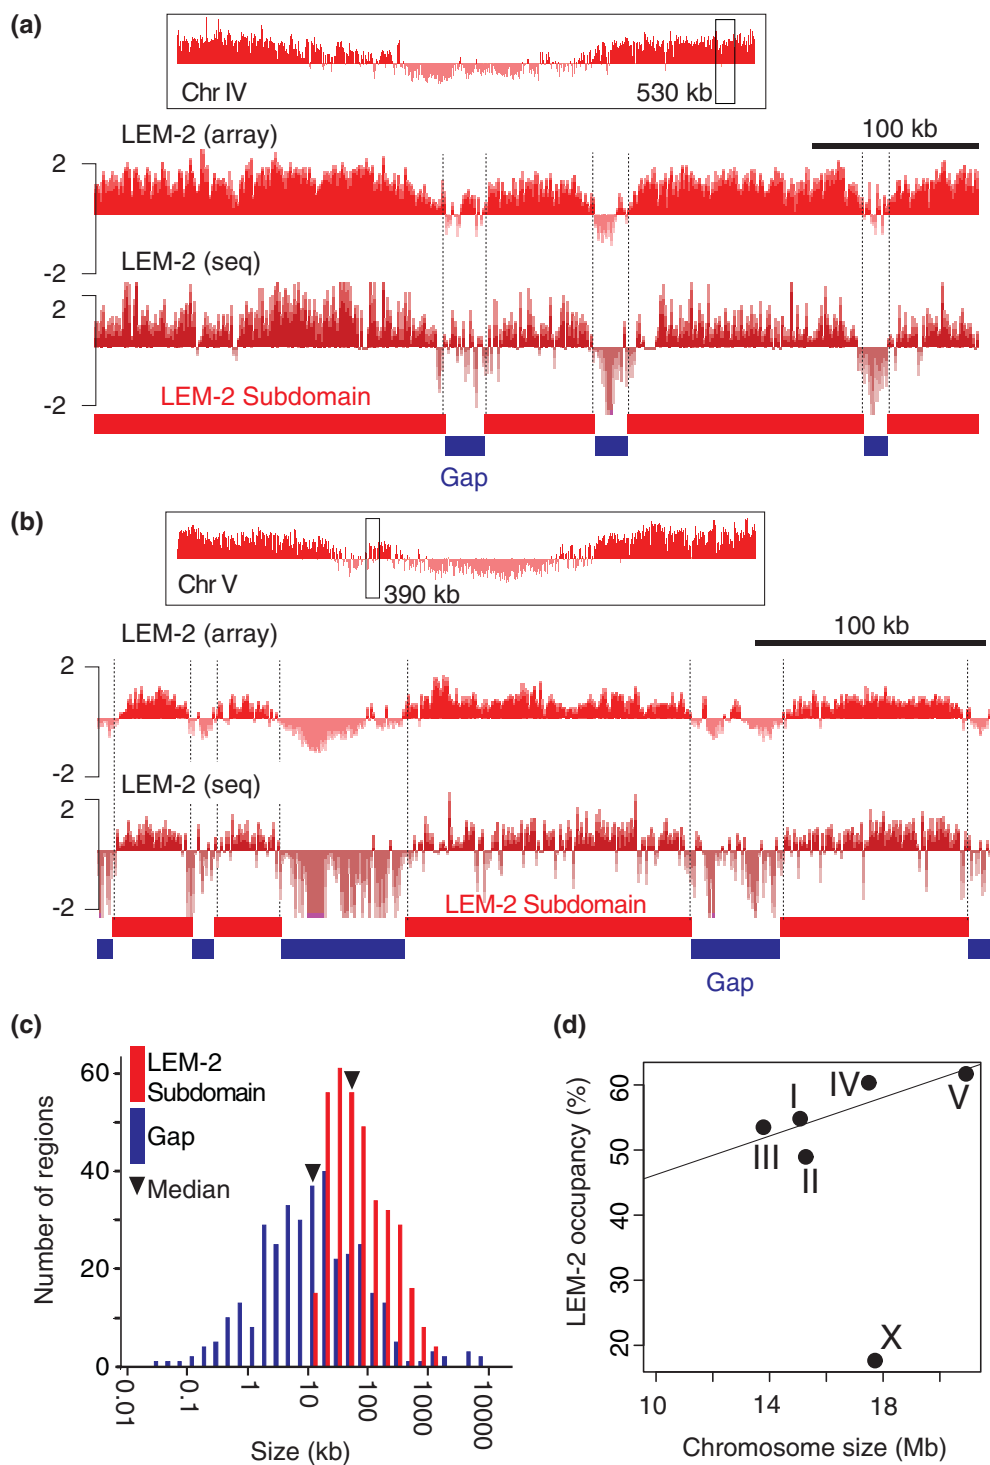 (a)
Chr IV
530 kb
LEM-2 (array)
100 kb
2
-2
LEM-2 (seq)
2
-2
LEM-2 Subdomain
Gap
(b)
Chr V
390 kb
LEM-2 (array)
100 kb
2
-2
LEM-2 (seq)
2
-2
LEM-2 Subdomain
Gap
(c)
LEM-2
Subdomain
Gap
Median
Number of regions
60
40
20
0
0.01
0.1
1
10
100
1000
10000
Size (kb)
(d)
LEM-2 occupancy (%)
60
50
40
30
20
I
II
III
IV
V
X
10
14
18
Chromosome size (Mb)